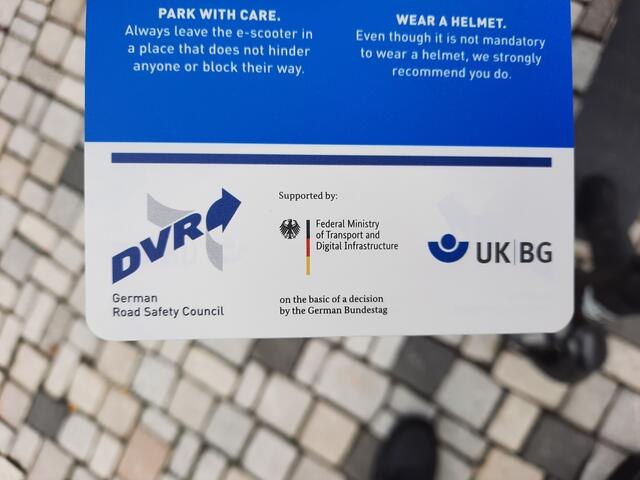 PARK WITH CARE.
Always leave the e-scooter in
a place that does not hinder
anyone or block their way.
WEAR A HELMET.
Even though it is not mandatory
to wear a helmet, we strongly
recommend you do.
DVR
German
Road Safety Council
Supported by:
Federal Ministry
of Transport and
Digital Infrastructure
on the basic of a decision
by the German Bundestag
UK|BG